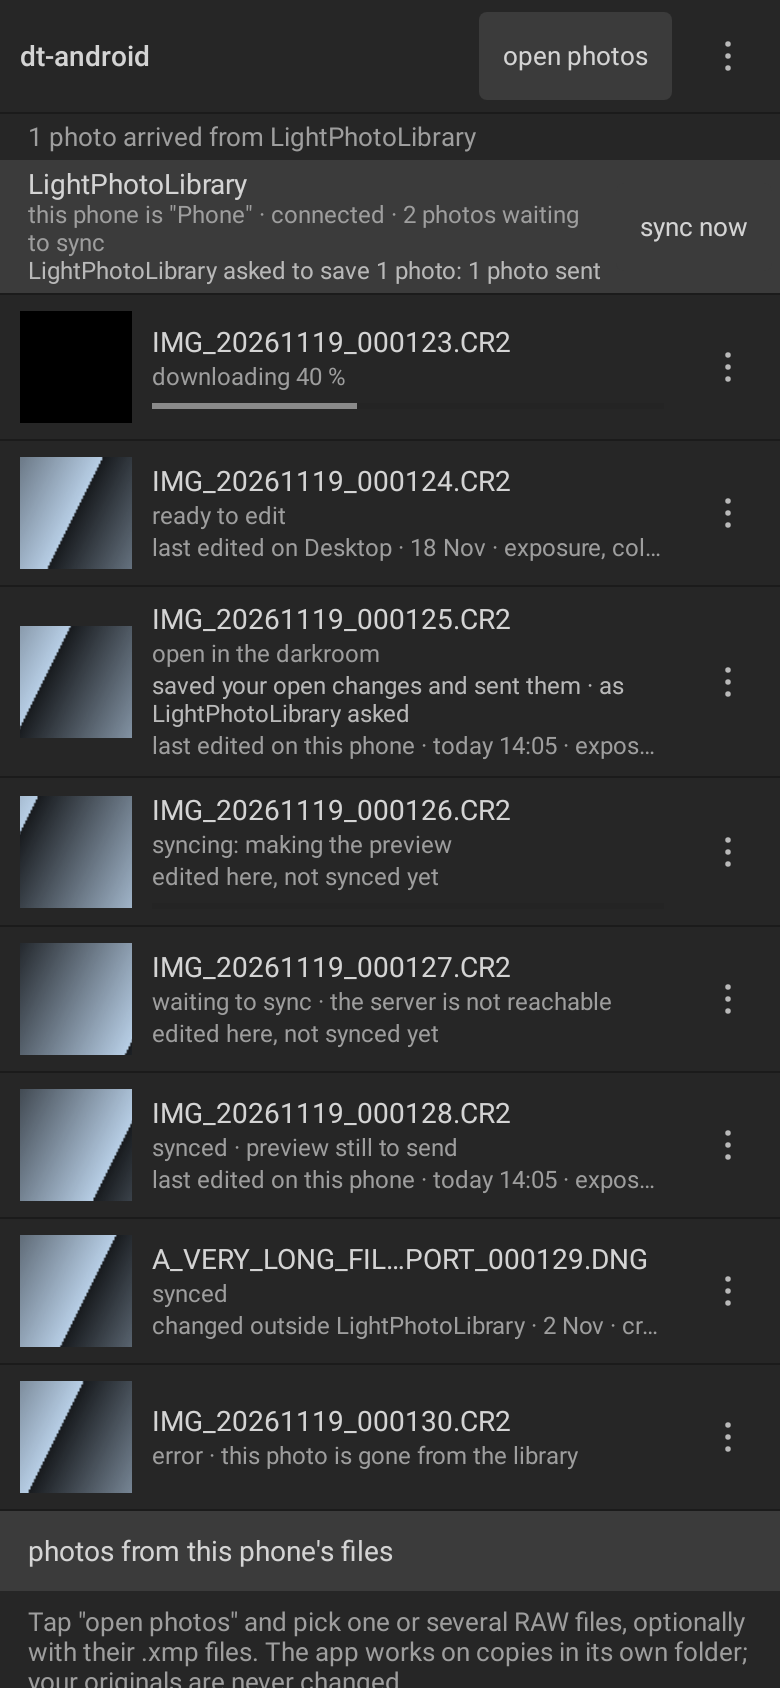 dt-android
open photos
1 photo arrived from LightPhotoLibrary
LightPhotoLibrary
this phone is "Phone" · connected · 2 photos waiting
to sync
sync now
LightPhotoLibrary asked to save 1 photo: 1 photo sent
IMG_20261119_000123.CR2
downloading 40 %
IMG_20261119_000124.CR2
ready to edit
last edited on Desktop · 18 Nov · exposure, col…
IMG_20261119_000125.CR2
open in the darkroom
saved your open changes and sent them · as
LightPhotoLibrary asked
last edited on this phone · today 14:05 · expos…
IMG_20261119_000126.CR2
syncing: making the preview
edited here, not synced yet
IMG_20261119_000127.CR2
waiting to sync · the server is not reachable
edited here, not synced yet
IMG_20261119_000128.CR2
synced · preview still to send
last edited on this phone · today 14:05 · expos…
A_VERY_LONG_FIL…PORT_000129.DNG
synced
changed outside LightPhotoLibrary · 2 Nov · cr…
IMG_20261119_000130.CR2
error · this photo is gone from the library
photos from this phone's files
Tap "open photos" and pick one or several RAW files, optionally
with their .xmp files. The app works on copies in its own folder;
your originals are never changed